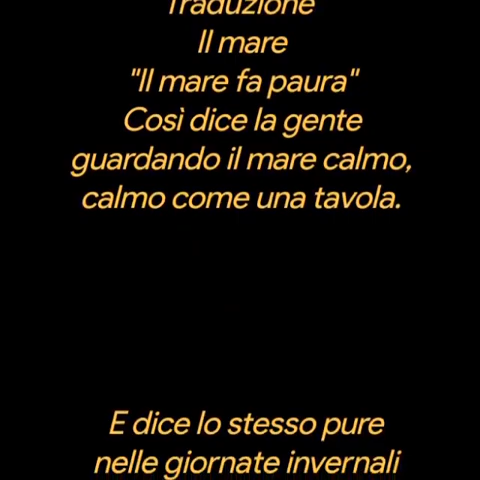 Traduzione
Il mare
"Il mare fa paura"
Così dice la gente
guardando il mare calmo,
calmo come una tavola.
E dice lo stesso pure
nelle giornate invernali